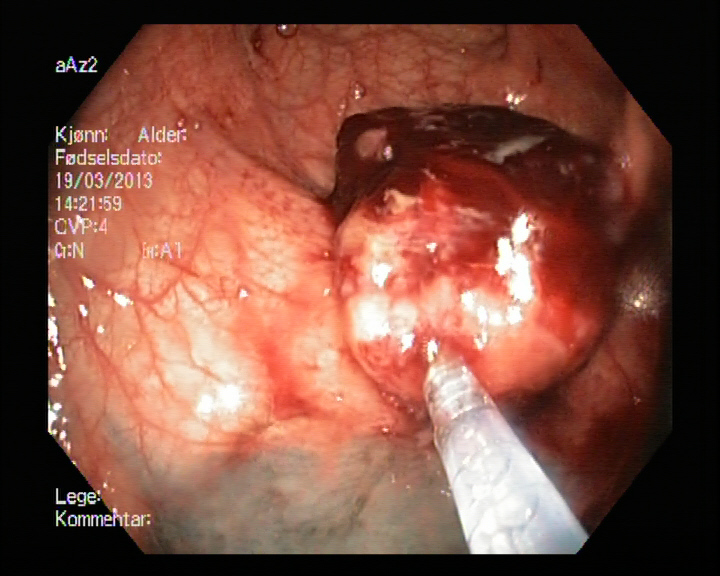 aAz2
Kjønn: Alder:
Fødselsdato:
19/03/2013
14:21:59
CVP:4
Lege:
Kommentar: